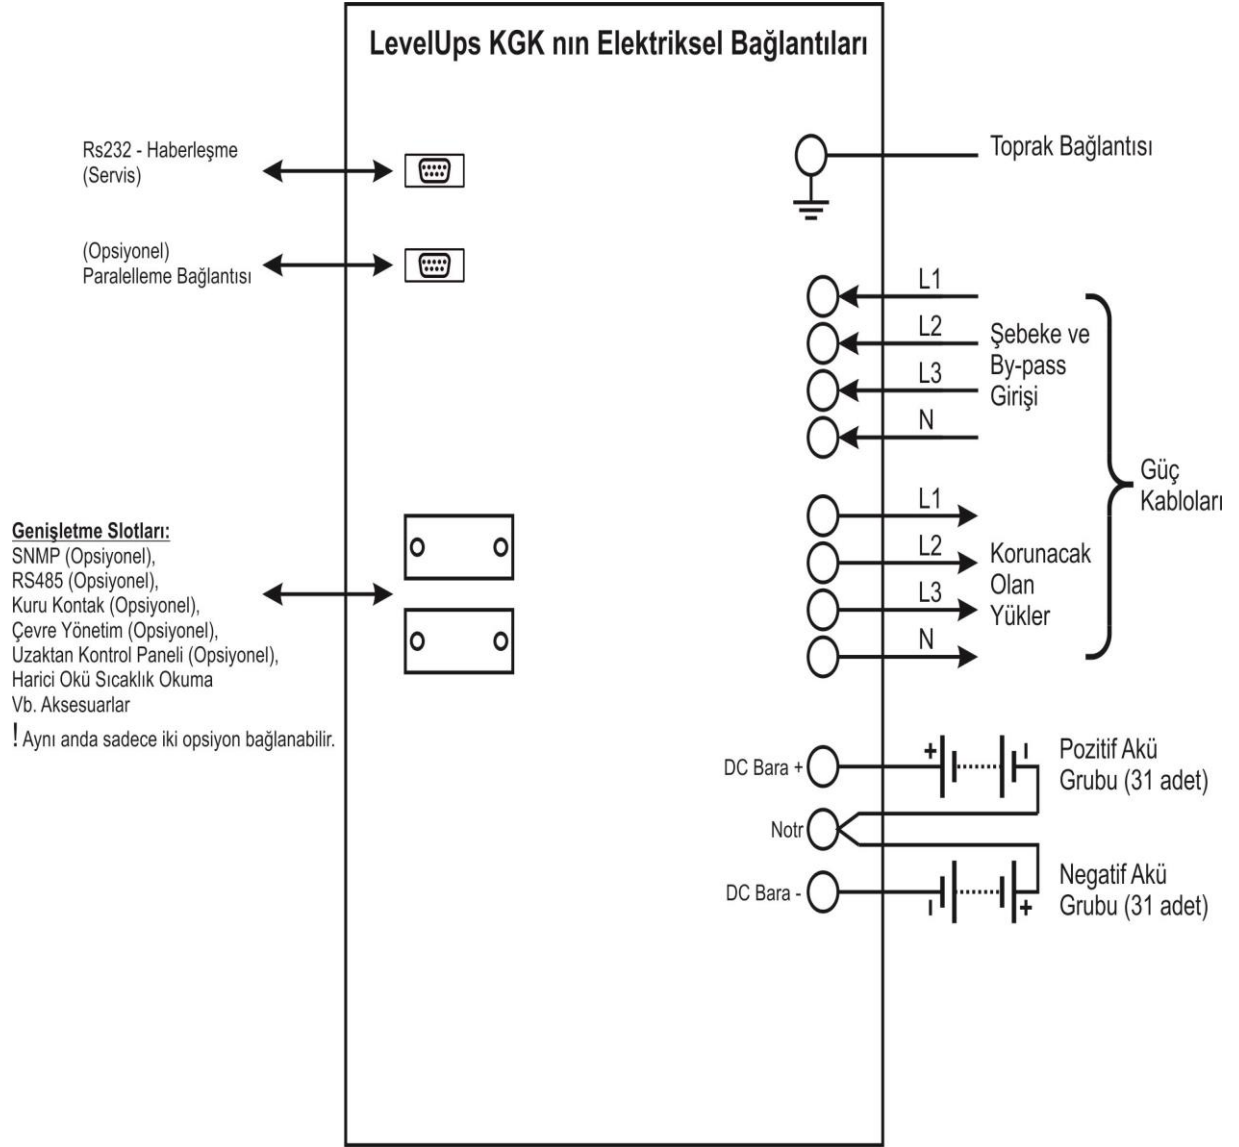 LevelUps KGK nın Elektriksel Bağlantıları
Rs232 - Haberleşme
(Servis)
(Opsiyonel)
Paralelleme Bağlantısı
Genişletme Slotları:
SNMP (Opsiyonel),
RS485 (Opsiyonel),
Kuru Kontak (Opsiyonel),
Çevre Yönetim (Opsiyonel),
Uzaktan Kontrol Paneli (Opsiyonel),
Harici Okü Sıcaklık Okuma
Vb. Aksesuarlar
! Aynı anda sadece iki opsiyon bağlanabilir.
Toprak Bağlantısı
L1
L2
L3
N
Şebeke ve
By-pass
Girişi
L1
L2
L3
N
Korunacak
Olan
Yükler
Güç
Kabloları
DC Bara +
+
-
Pozitif Akü
Grubu (31 adet)
Notr
DC Bara -
-
+
Negatif Akü
Grubu (31 adet)